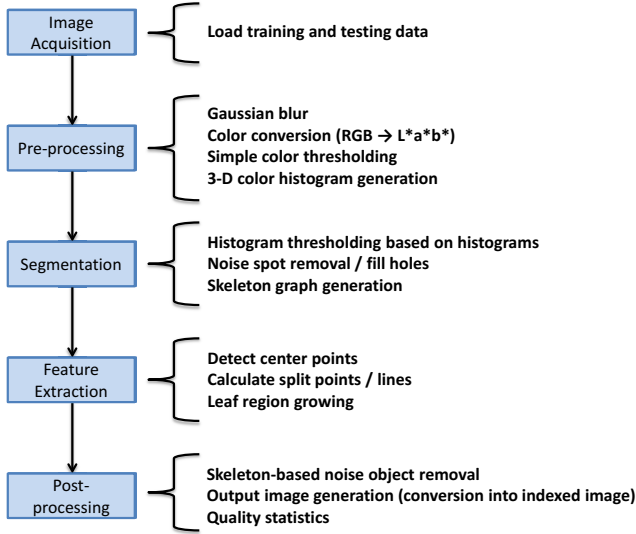 Image
Acquisition
Load training and testing data
Pre-processing
Gaussian blur
Color conversion (RGB → L*a*b*)
Simple color thresholding
3-D color histogram generation
Segmentation
Histogram thresholding based on histograms
Noise spot removal / fill holes
Skeleton graph generation
Feature
Extraction
Detect center points
Calculate split points / lines
Leaf region growing
Post-
processing
Skeleton-based noise object removal
Output image generation (conversion into indexed image)
Quality statistics